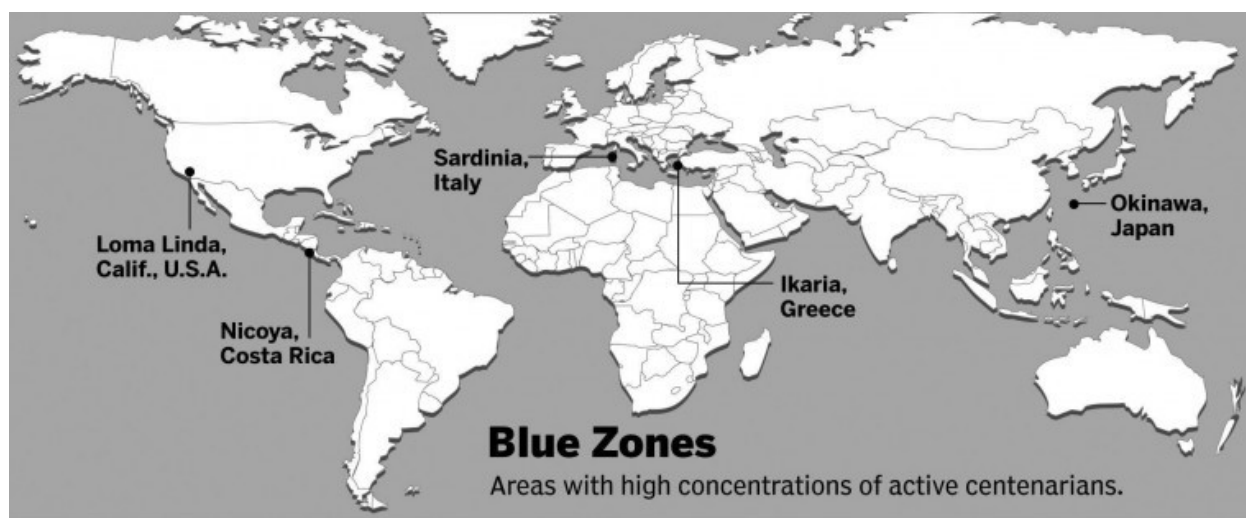 Sardinia,
Italy
Okinawa,
Japan
Loma Linda,
Calif., U.S.A.
Ikaria,
Greece
Nicoya,
Costa Rica
Blue Zones
Areas with high concentrations of active centenarians.